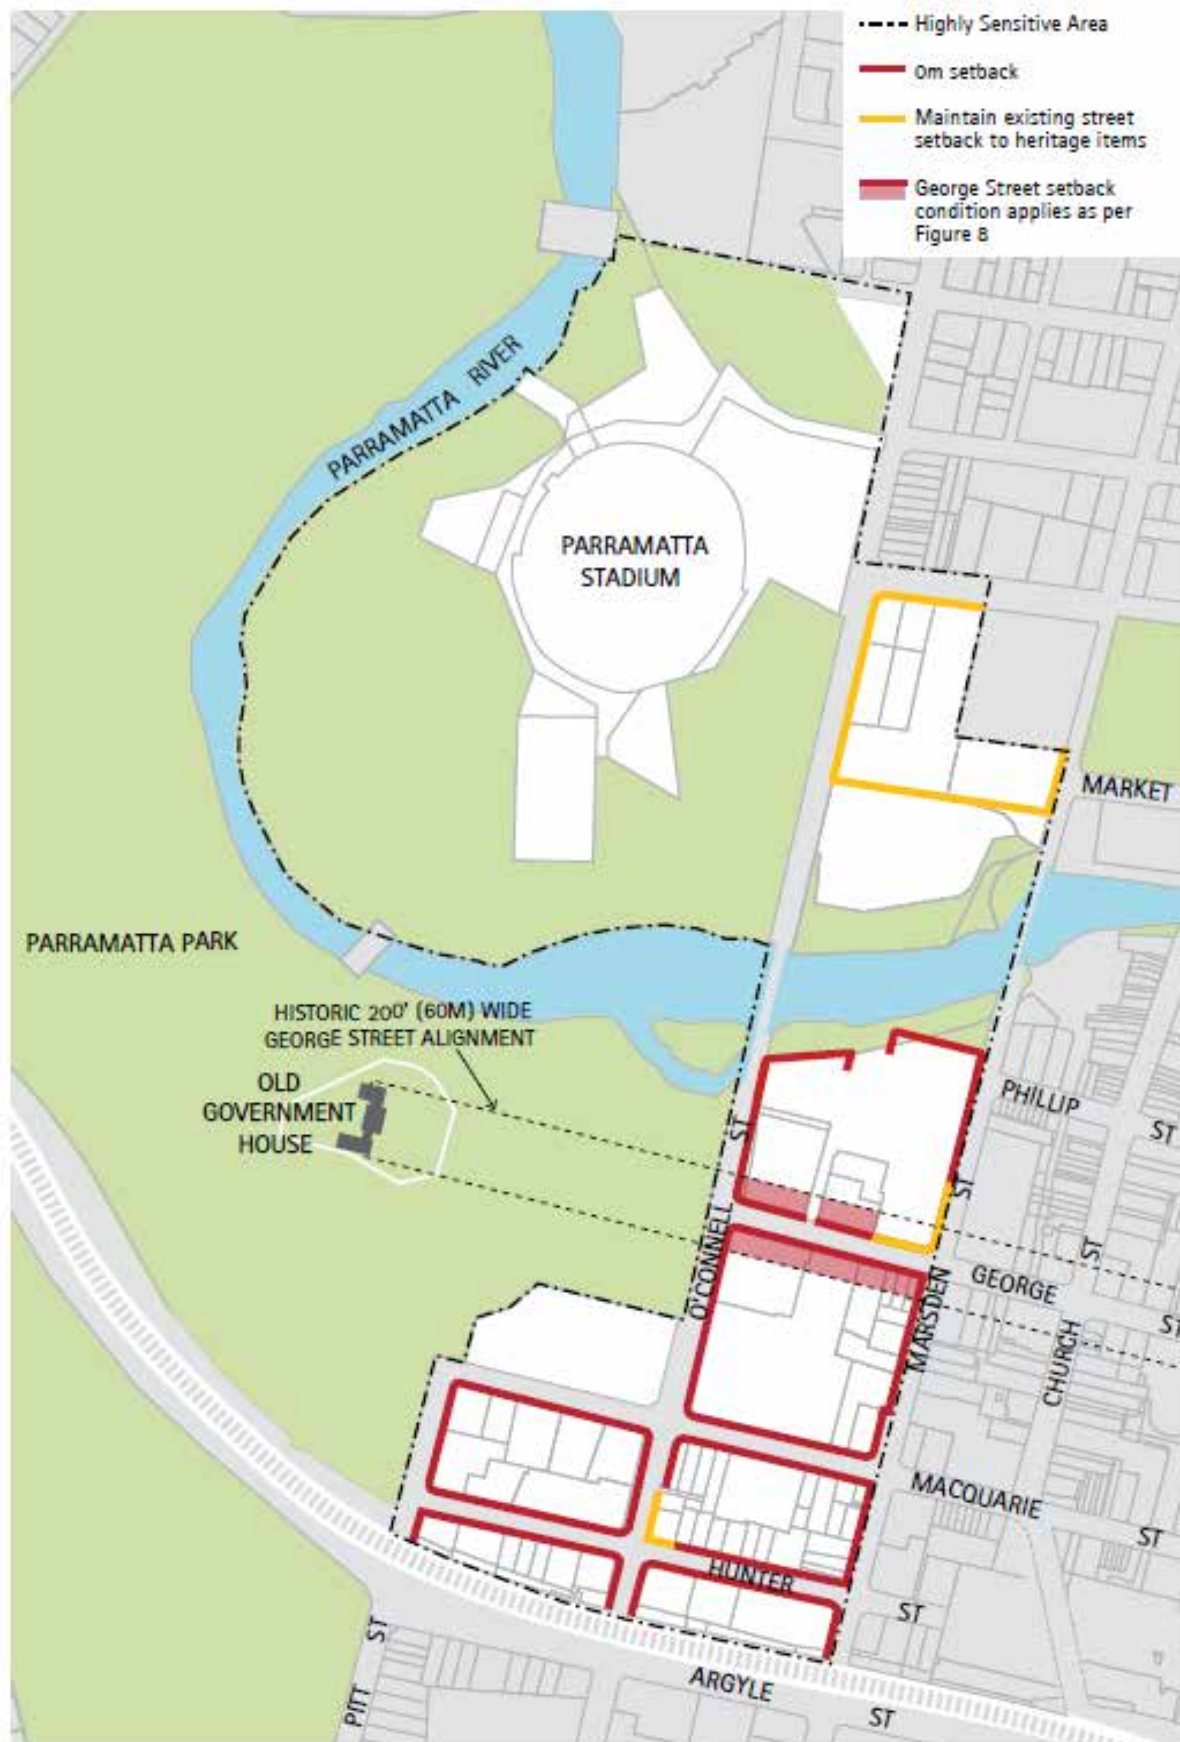 Highly Sensitive Area
0m setback
Maintain existing street
setback to heritage items
George Street setback
condition applies as per
Figure 8
PARRAMATTA RIVER
PARRAMATTA
STADIUM
MARKET
PARRAMATTA PARK
HISTORIC 200' (60M) WIDE
GEORGE STREET ALIGNMENT
OLD
GOVERNMENT
HOUSE
PHILLIP
ST
ST
ST
ST
O'CONNELL
MARSDEN
GEORGE
ST
CHURCH
MACQUARIE
ST
HUNTER
ST
ARGYLE
ST
PITT
ST